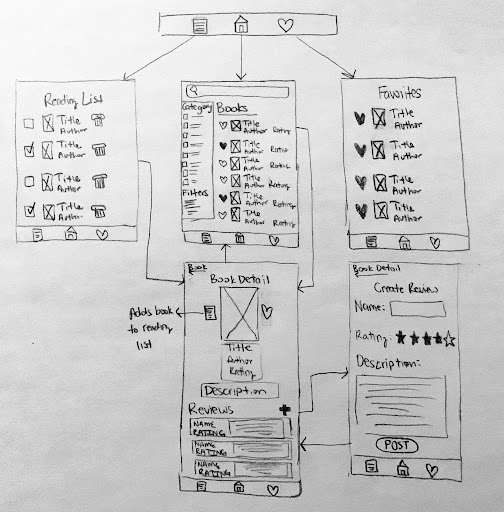 Reading List
Title
Author
Title
Author
Title
Author
Title
Author
Category
Filters
Books
Title
Author Rating
Title
Author Rating
Title
Author Rating
Title
Author Rating
Title
Author Rating
Title
Author Rating
Favorites
Title
Author
Title
Author
Title
Author
Title
Author
Adds book
to reading
list
Book
Book Detail
Title
Author
Rating
Description
Reviews
NAME
RATING
NAME
RATING
NAME
RATING
Book Detail
Create Review
Name:
Rating:
Description:
POST